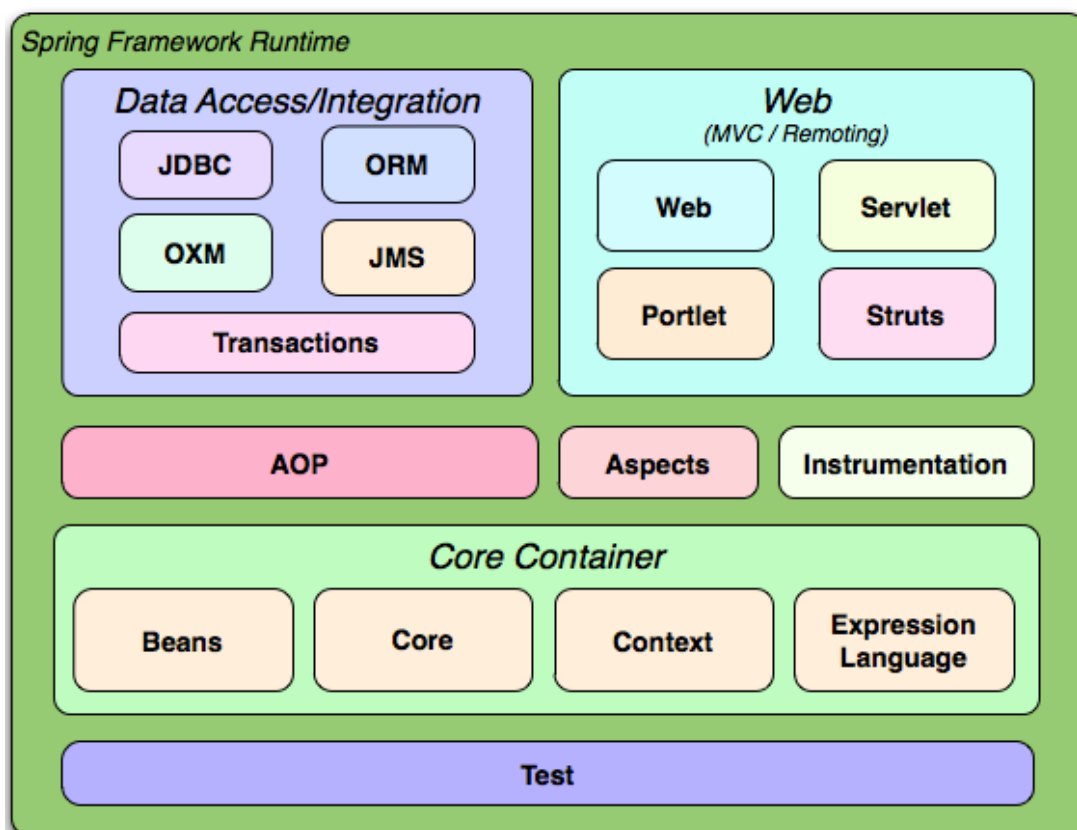 Spring Framework Runtime
Data Access/Integration
JDBC
ORM
OXM
JMS
Transactions
Web
(MVC / Remoting)
Web
Servlet
Portlet
Struts
AOP
Aspects
Instrumentation
Core Container
Beans
Core
Context
Expression
Language
Test